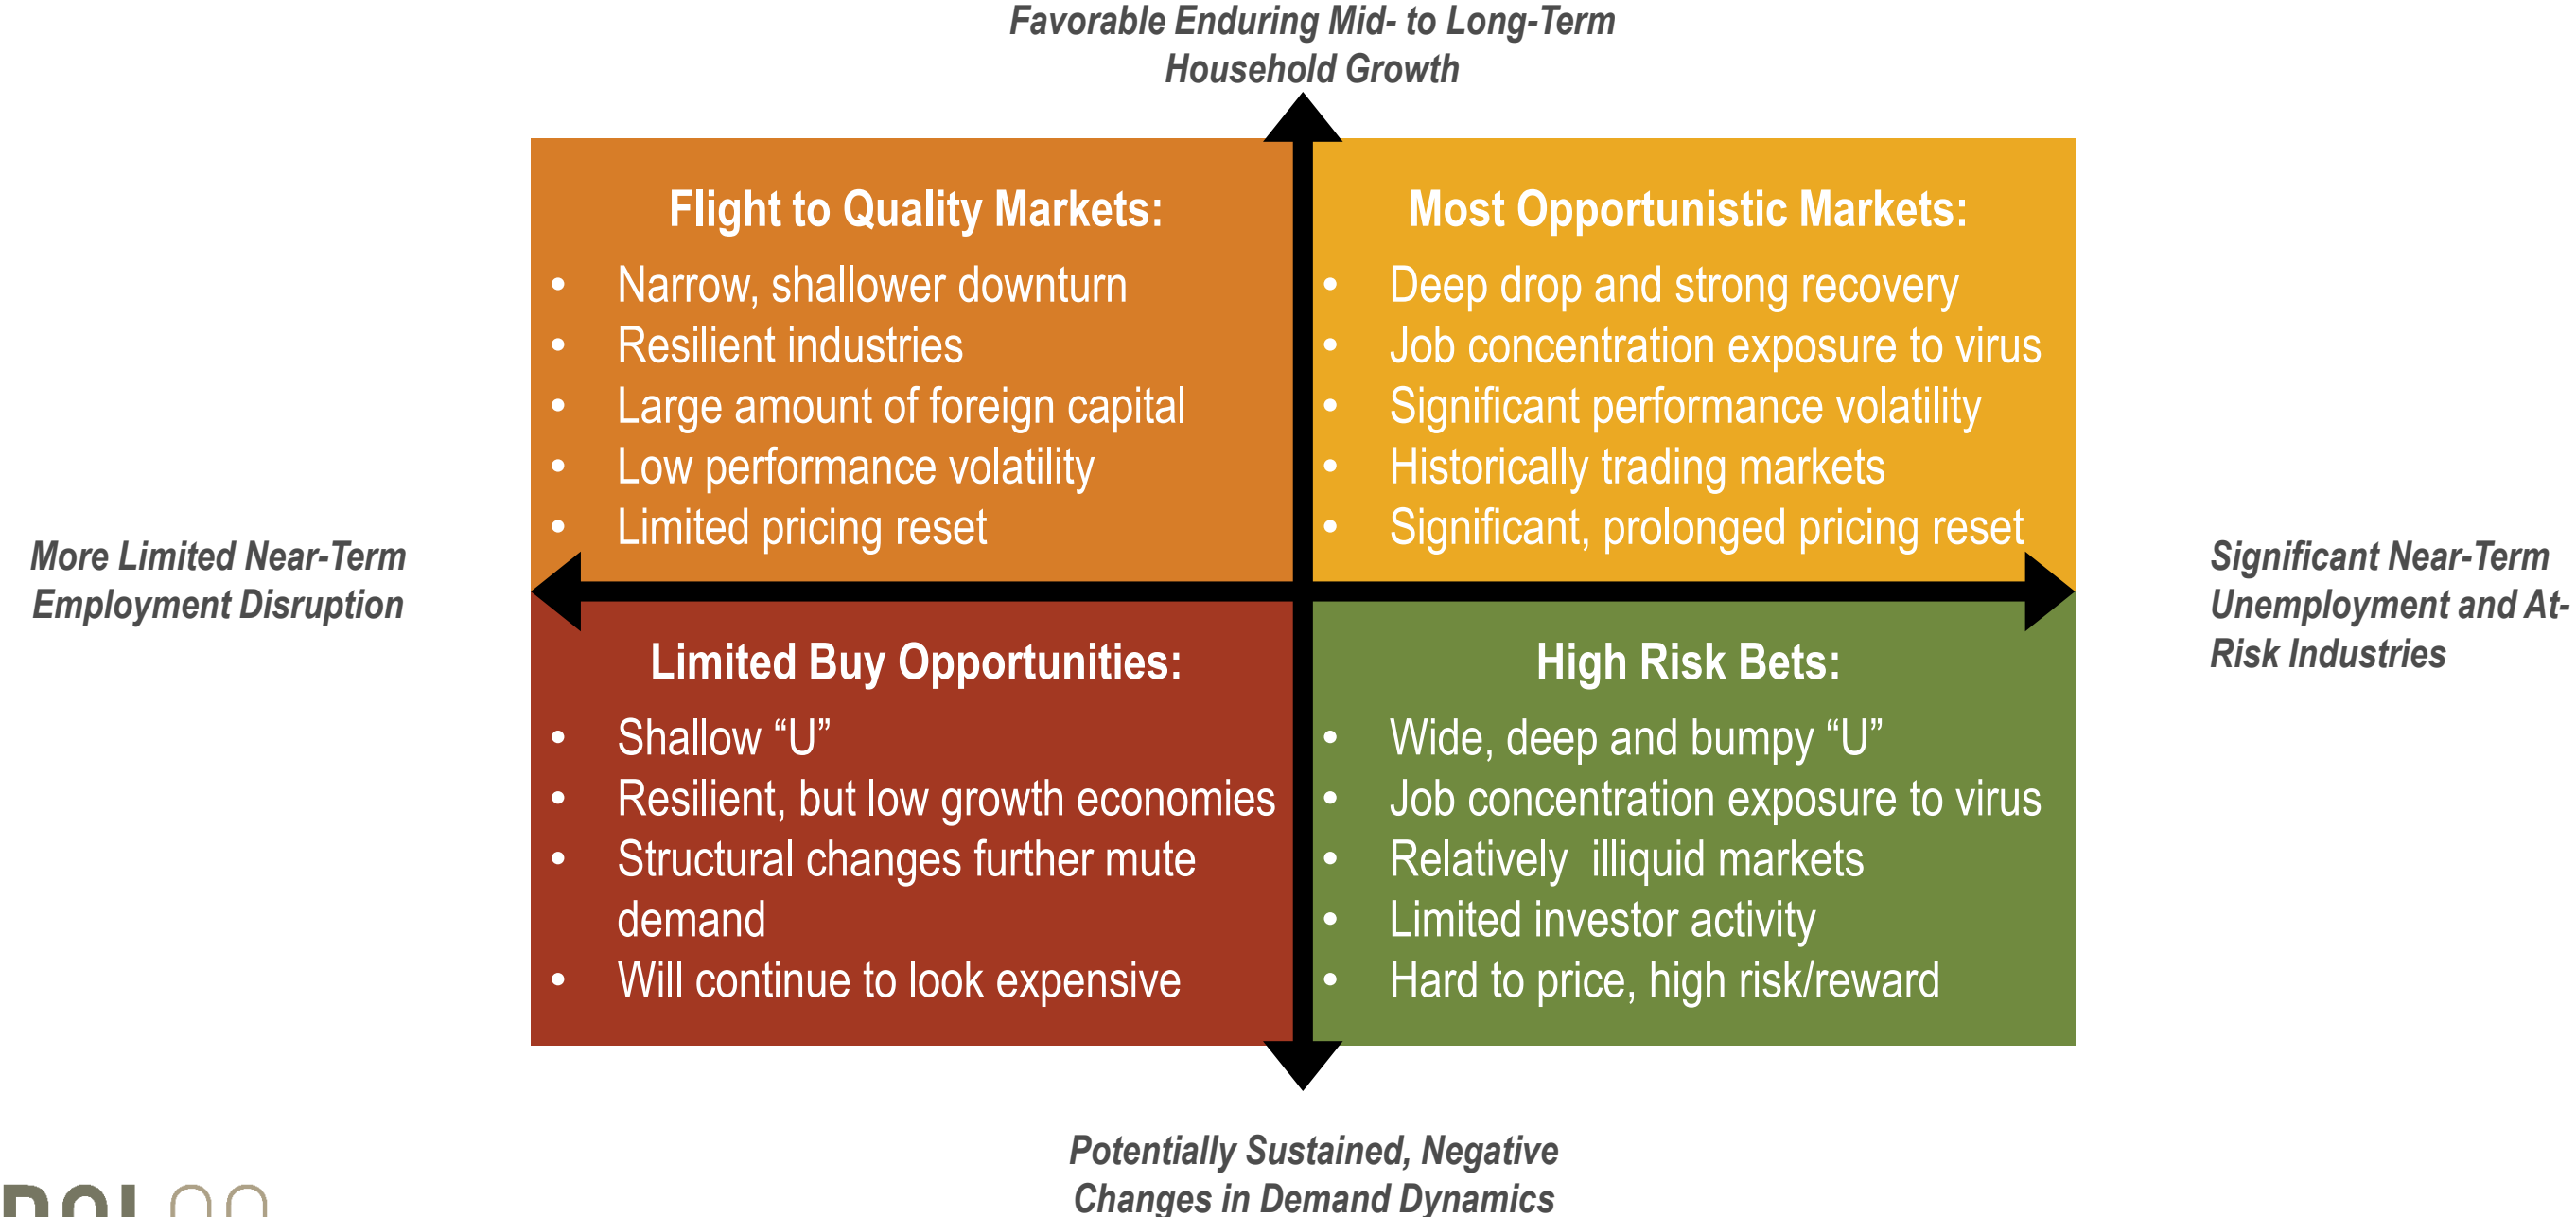 Favorable Enduring Mid- to Long-Term
Household Growth
Flight to Quality Markets:
• Narrow, shallower downturn
• Resilient industries
• Large amount of foreign capital
• Low performance volatility
• Limited pricing reset
Most Opportunistic Markets:
• Deep drop and strong recovery
• Job concentration exposure to virus
• Significant performance volatility
• Historically trading markets
• Significant, prolonged pricing reset
More Limited Near-Term
Employment Disruption
Significant Near-Term
Unemployment and At-
Risk Industries
Limited Buy Opportunities:
• Shallow “U”
• Resilient, but low growth economies
• Structural changes further mute
demand
• Will continue to look expensive
High Risk Bets:
• Wide, deep and bumpy “U”
• Job concentration exposure to virus
• Relatively illiquid markets
• Limited investor activity
• Hard to price, high risk/reward
Potentially Sustained, Negative
Changes in Demand Dynamics